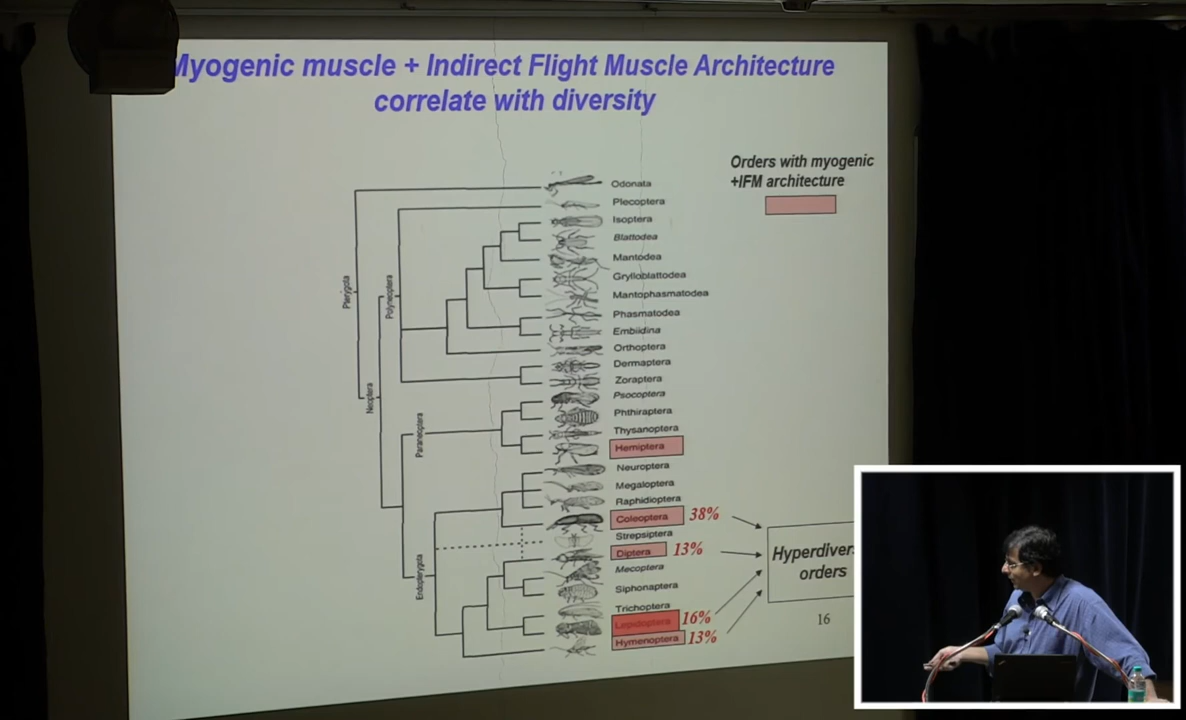 Myogenic muscle + Indirect Flight Muscle Architecture
correlate with diversity
Orders with myogenic
+IFM architecture
Odonata
Plecoptera
Isoptera
Blattodea
Mantodea
Grylloblattodea
Mantophasmatodea
Phasmatodea
Embiidina
Orthoptera
Dermaptera
Zoraptera
Psocoptera
Phthiraptera
Thysanoptera
Hemiptera
Neuroptera
Megaloptera
Raphidioptera
Coleoptera 38%
Strepsiptera
Diptera 13%
Mecoptera
Siphonaptera
Trichoptera
Lepidoptera 16%
Hymenoptera 13%
Pterygota
Neoptera
Polyneoptera
Paraneoptera
Endopterygota
Hyperdiver
orders
16